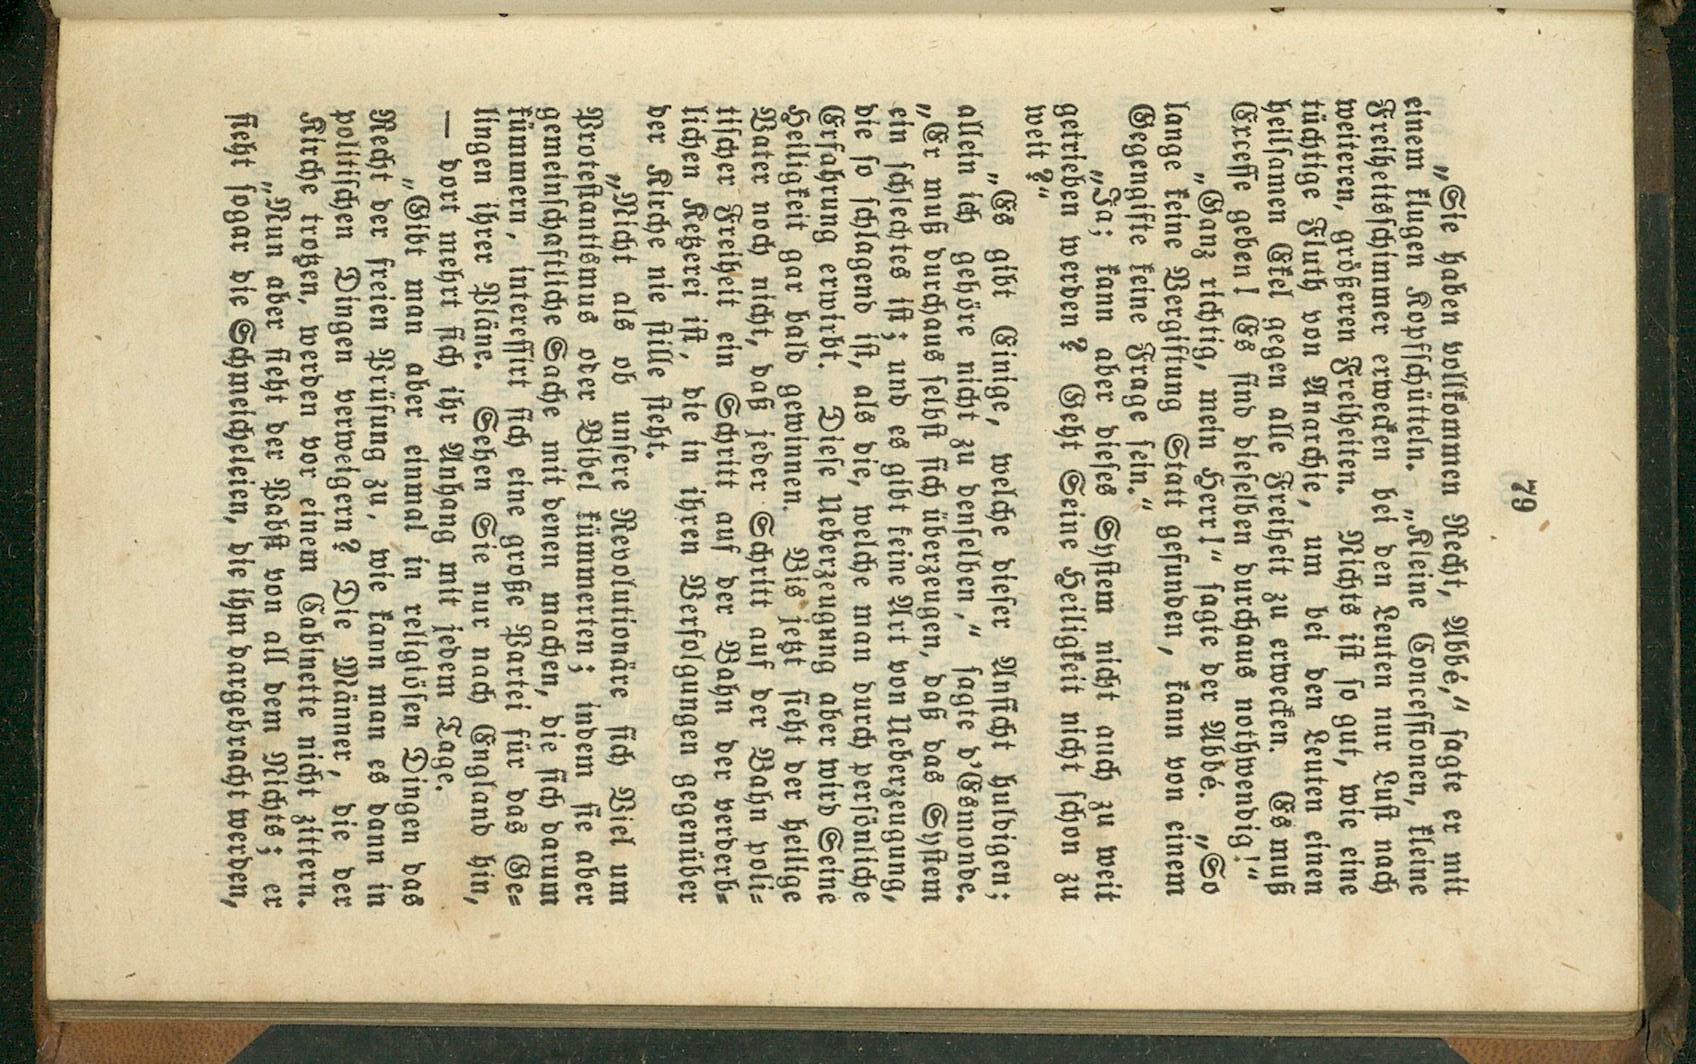 79
„Sie haben vollkommen Recht, Abbé,“ sagte er mit
einem klugen Kopfschütteln. „Kleine Concessionen, kleine
Freiheitsschimmer erwecken bei den Leuten nur Lust nach
weiteren, größeren Freiheiten. Nichts ist so gut, wie eine
tüchtige Fluth von Anarchie, um bei den Leuten einen
heilsamen Ekel gegen alle Freiheit zu erwecken. Es muß
Excesse geben! Es sind dieselben durchaus nothwendig!“
„Ganz richtig, mein Herr!“ sagte der Abbé. „So
lange keine Vergiftung Statt gefunden, kann von einem
Gegengifte keine Frage sein.“
„Ja; kann aber dieses System nicht auch zu weit
getrieben werden? Geht Seine Heiligkeit nicht schon zu
weit?“
„Es gibt Einige, welche dieser Ansicht huldigen;
allein ich gehöre nicht zu denselben,“ sagte d'Esmonde.
„Er muß durchaus selbst sich überzeugen, daß das System
ein schlechtes ist; und es gibt keine Art von Ueberzeugung,
die so schlagend ist, als die, welche man durch persönliche
Erfahrung erwirbt. Diese Ueberzeugung aber wird Seine
Heiligkeit gar bald gewinnen. Bis jetzt sieht der heilige
Vater noch nicht, daß jeder Schritt auf der Bahn poli-
tischer Freiheit ein Schritt auf der Bahn der verderb-
lichen Ketzerei ist, die in ihren Verfolgungen gegenüber
der Kirche nie stille steht.
„Nicht als ob unsere Revolutionäre sich Viel um
Protestantismus oder Bibel kümmerten; indem sie aber
gemeinschaftliche Sache mit denen machen, die sich darum
kümmern, interessirt sich eine große Partei für das Ge-
lingen ihrer Pläne. Sehen Sie nur nach England hin,
— dort mehrt sich ihr Anhang mit jedem Tage.
„Gibt man aber einmal in religiösen Dingen das
Recht der freien Prüfung zu, wie kann man es dann in
politischen Dingen verweigern? Die Männer, die der
Kirche trotzen, werden vor einem Cabinette nicht zittern.
„Nun aber sieht der Pabst von all dem Nichts; er
sieht sogar die Schmeicheleien, die ihm dargebracht werden,